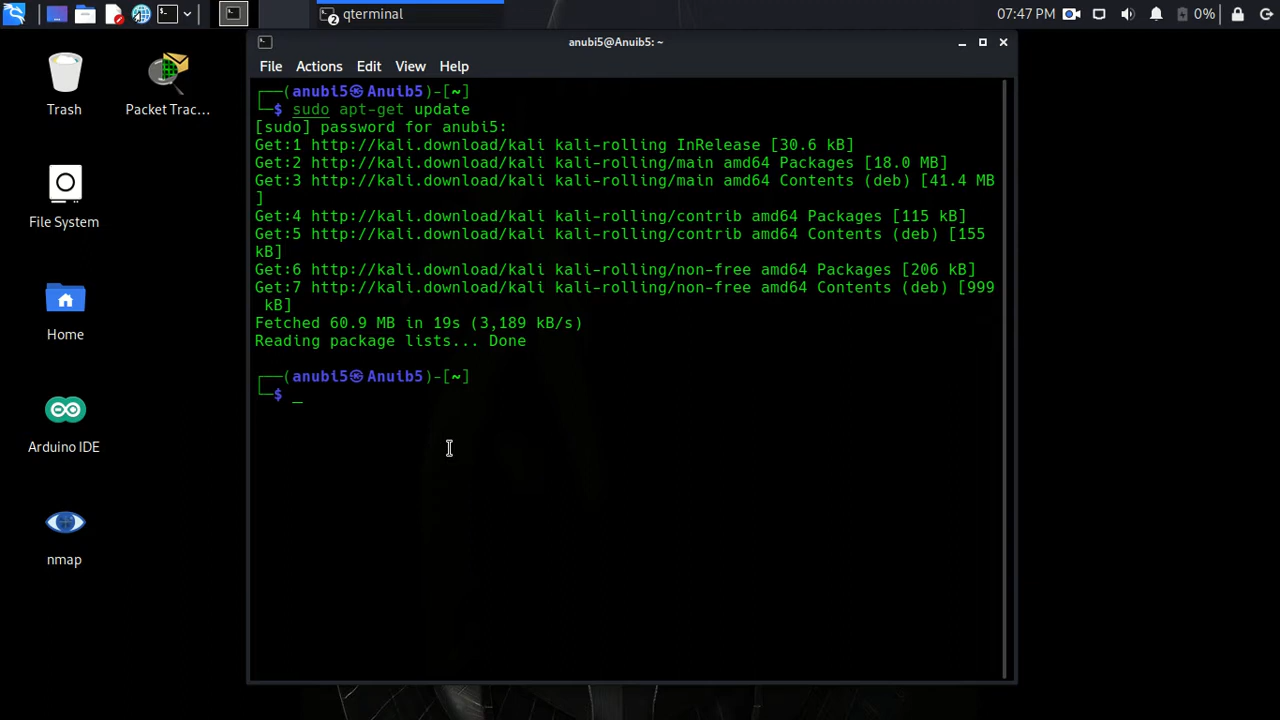 qterminal
2
07:47 PM
0%
anubi5@Anuib5: ~
File Actions Edit View Help
Trash
Packet Trac...
File System
Home
Arduino IDE
nmap
┌──(anubi5㉿Anuib5)-[~]
└─$ sudo apt-get update
[sudo] password for anubi5:
Get:1 http://kali.download/kali kali-rolling InRelease [30.6 kB]
Get:2 http://kali.download/kali kali-rolling/main amd64 Packages [18.0 MB]
Get:3 http://kali.download/kali kali-rolling/main amd64 Contents (deb) [41.4 MB
]
Get:4 http://kali.download/kali kali-rolling/contrib amd64 Packages [115 kB]
Get:5 http://kali.download/kali kali-rolling/contrib amd64 Contents (deb) [155
kB]
Get:6 http://kali.download/kali kali-rolling/non-free amd64 Packages [206 kB]
Get:7 http://kali.download/kali kali-rolling/non-free amd64 Contents (deb) [999
kB]
Fetched 60.9 MB in 19s (3,189 kB/s)
Reading package lists... Done
┌──(anubi5㉿Anuib5)-[~]
└─$ _